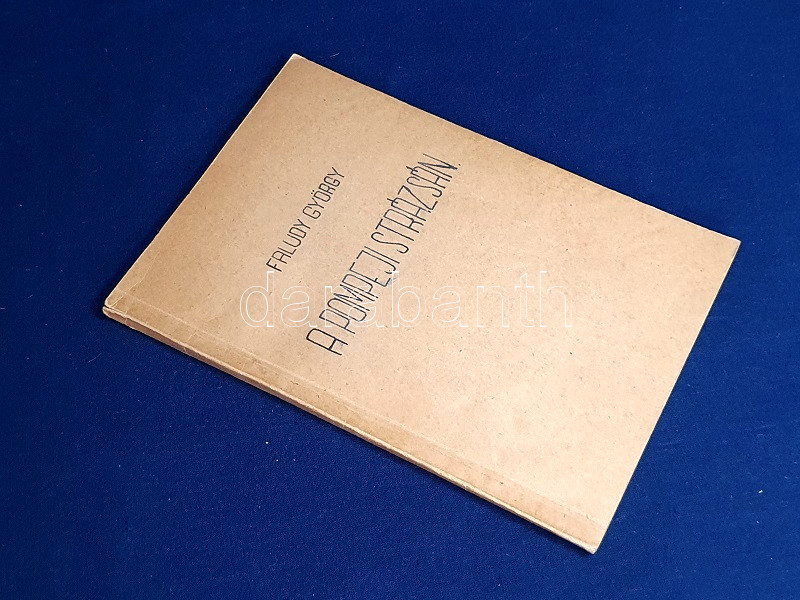 FALUDY GYÖRGY
A POMPEJI STRÁZSÁN.
darabanth